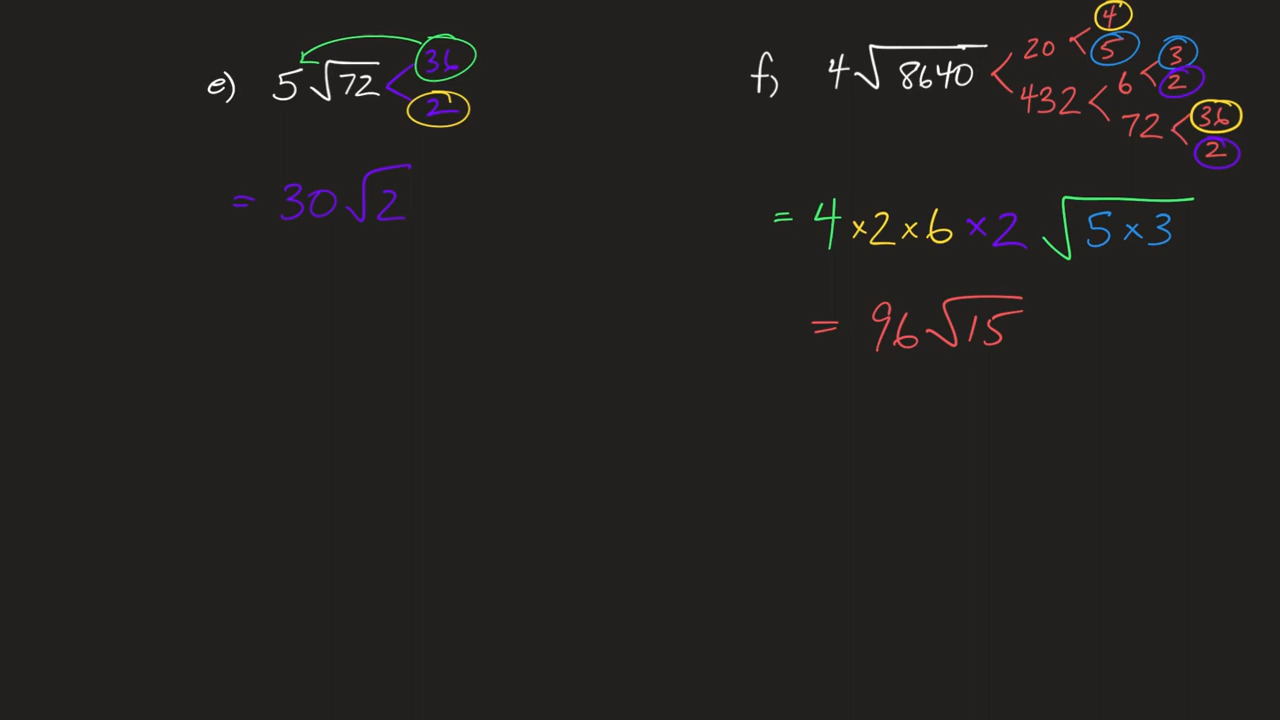 e) 5√72 < 36
2
= 30√2
f) 4√8640 < 20 < 4
5
432 < 6 < 3
2
72 < 36
2
= 4 × 2 × 6 × 2 √5 × 3
= 96√15